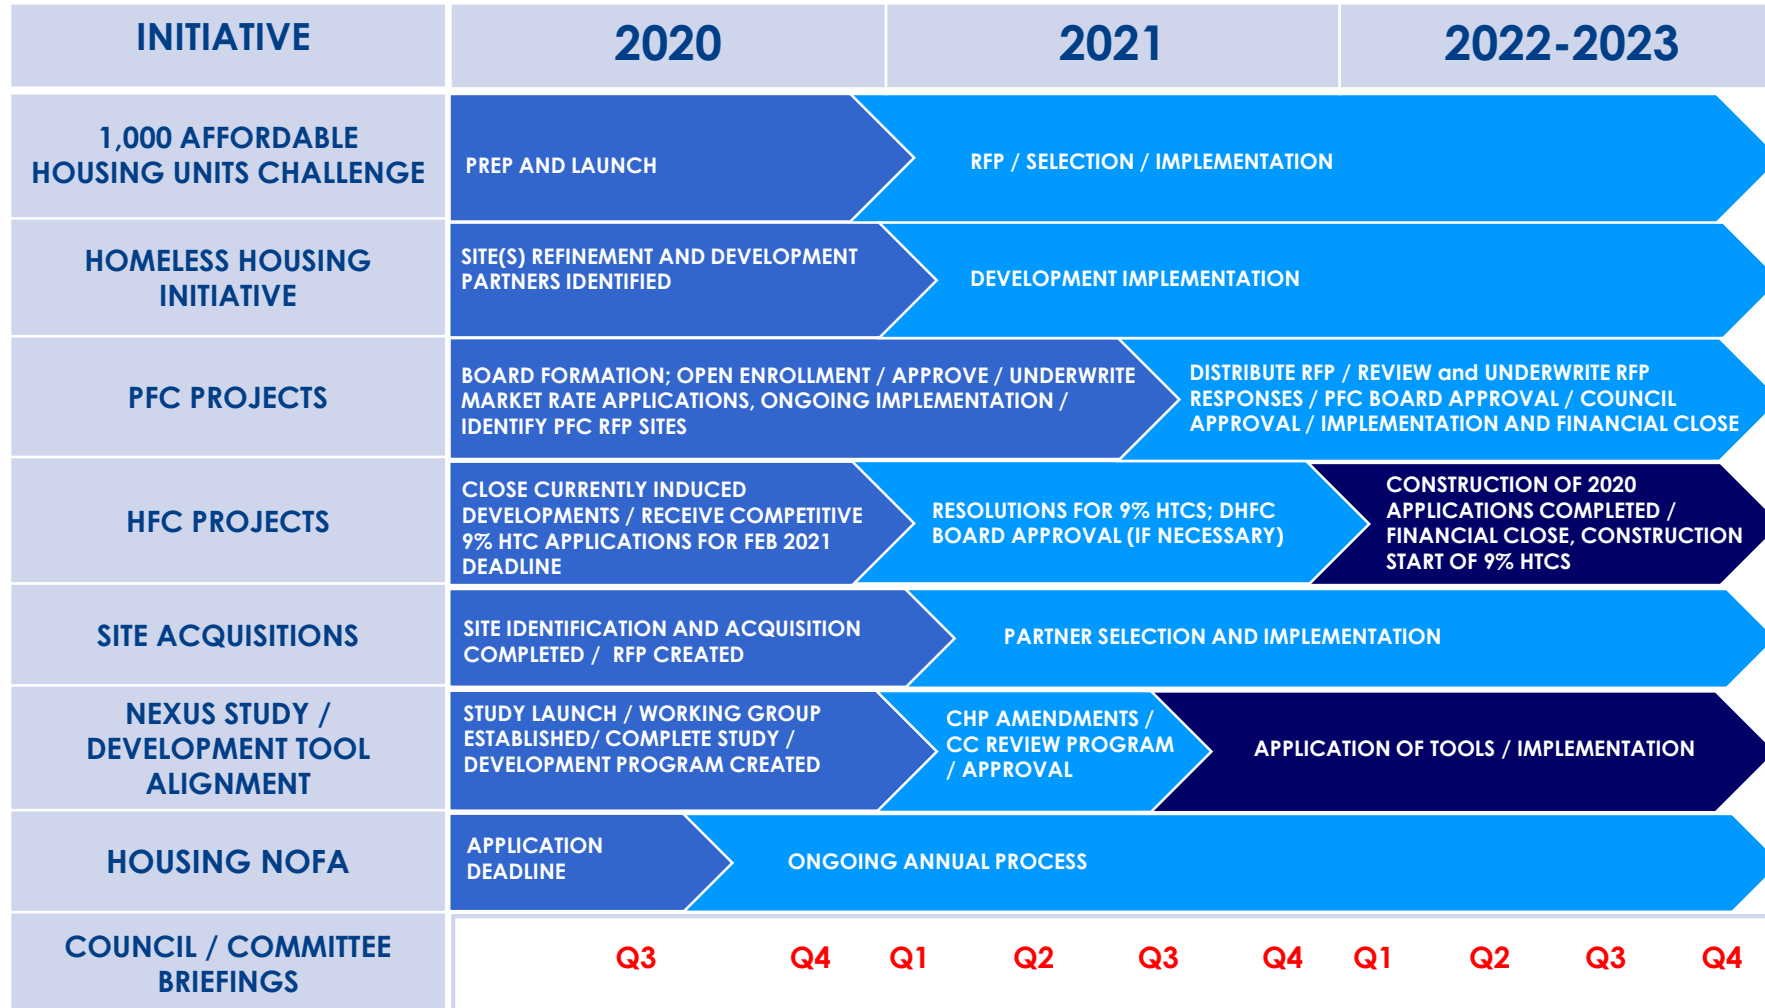 INITIATIVE
2020
2021
2022-2023
1,000 AFFORDABLE
HOUSING UNITS CHALLENGE
PREP AND LAUNCH
RFP / SELECTION / IMPLEMENTATION
HOMELESS HOUSING
INITIATIVE
SITE(S) REFINEMENT AND DEVELOPMENT
PARTNERS IDENTIFIED
DEVELOPMENT IMPLEMENTATION
PFC PROJECTS
BOARD FORMATION; OPEN ENROLLMENT / APPROVE / UNDERWRITE
MARKET RATE APPLICATIONS, ONGOING IMPLEMENTATION /
IDENTIFY PFC RFP SITES
DISTRIBUTE RFP / REVIEW and UNDERWRITE RFP
RESPONSES / PFC BOARD APPROVAL / COUNCIL
APPROVAL / IMPLEMENTATION AND FINANCIAL CLOSE
HFC PROJECTS
CLOSE CURRENTLY INDUCED
DEVELOPMENTS / RECEIVE COMPETITIVE
9% HTC APPLICATIONS FOR FEB 2021
DEADLINE
RESOLUTIONS FOR 9% HTCS; DHFC
BOARD APPROVAL (IF NECESSARY)
CONSTRUCTION OF 2020
APPLICATIONS COMPLETED /
FINANCIAL CLOSE, CONSTRUCTION
START OF 9% HTCS
SITE ACQUISITIONS
SITE IDENTIFICATION AND ACQUISITION
COMPLETED / RFP CREATED
PARTNER SELECTION AND IMPLEMENTATION
NEXUS STUDY /
DEVELOPMENT TOOL
ALIGNMENT
STUDY LAUNCH / WORKING GROUP
ESTABLISHED/ COMPLETE STUDY /
DEVELOPMENT PROGRAM CREATED
CHP AMENDMENTS /
CC REVIEW PROGRAM
/ APPROVAL
APPLICATION OF TOOLS / IMPLEMENTATION
HOUSING NOFA
APPLICATION
DEADLINE
ONGOING ANNUAL PROCESS
COUNCIL / COMMITTEE
BRIEFINGS
Q3 Q4 Q1 Q2 Q3 Q4 Q1 Q2 Q3 Q4